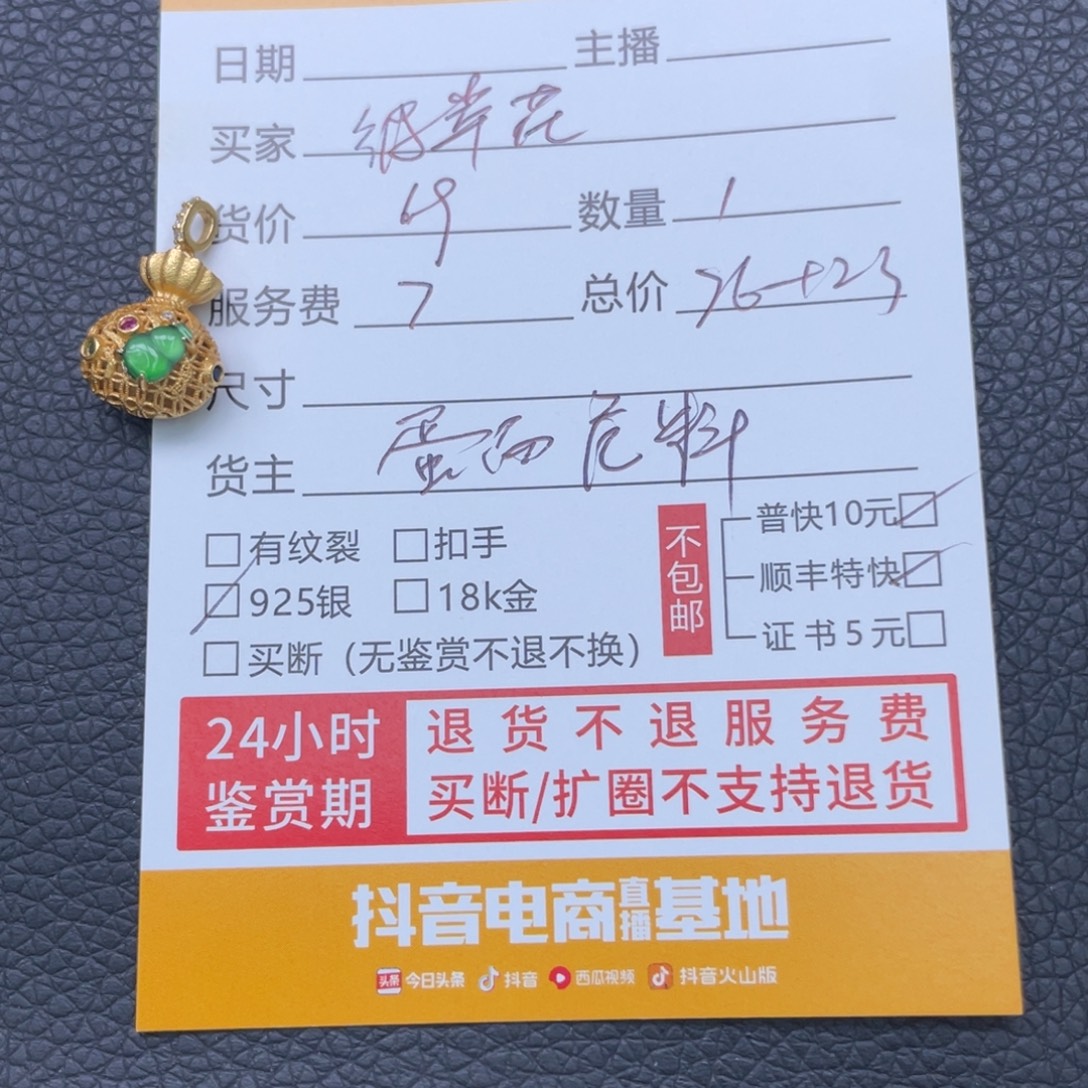 日期 主播
买家
货价 69 数量 1
服务费 7 总价 76+23
尺寸
货主 蛋面芒料
有纹裂 扣手
925银 18k金
买断（无鉴赏不退不换）
不包邮
普快10元
顺丰特快
证书5元
24小时鉴赏期
退货不退服务费
买断/扩圈不支持退货
抖音电商直播基地
头条 今日头条 抖音 西瓜视频 抖音火山版